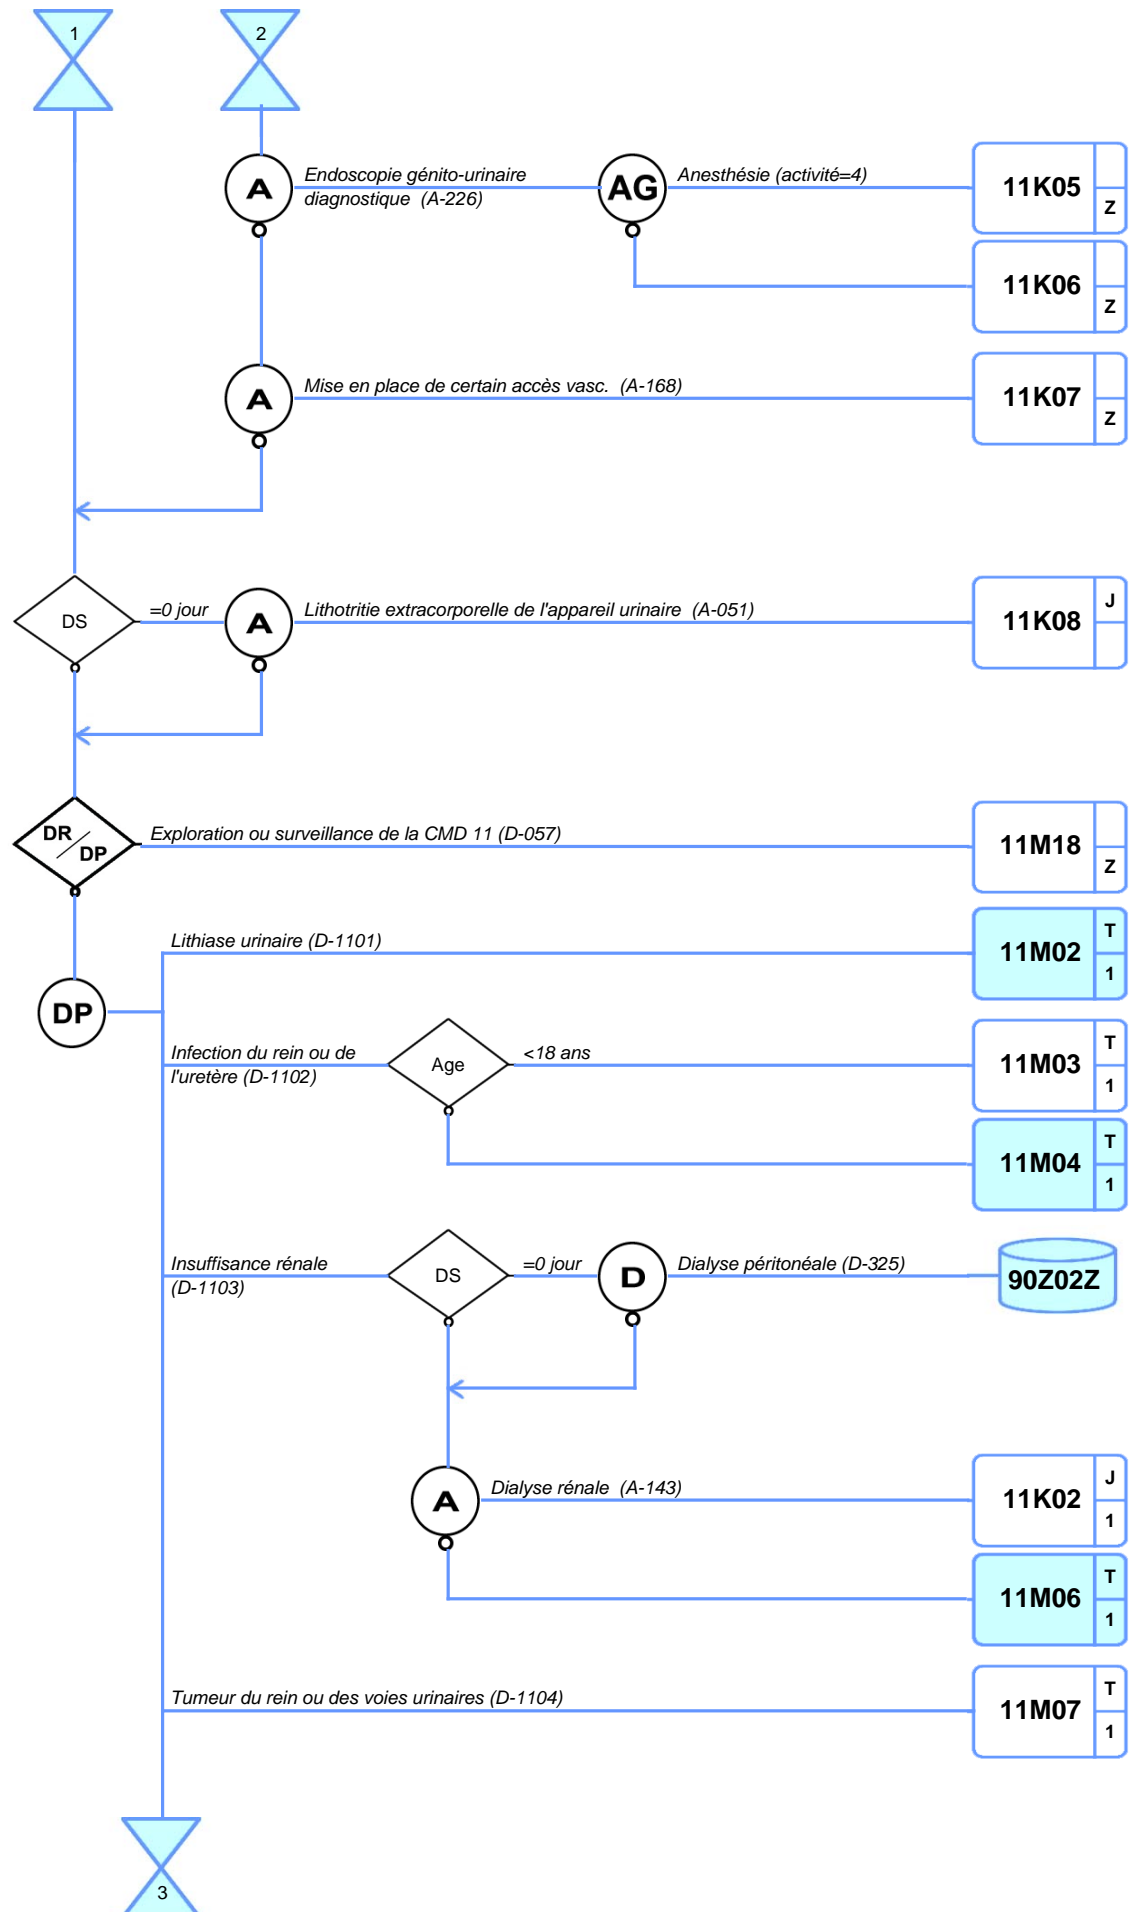 1
2
A
Endoscopie génito-urinaire
diagnostique (A-226)
AG
Anesthésie (activité=4)
11K05
Z
11K06
Z
A
Mise en place de certain accès vasc. (A-168)
11K07
Z
DS
=0 jour
A
Lithotritie extracorporelle de l'appareil urinaire (A-051)
11K08
J
DR
DP
Exploration ou surveillance de la CMD 11 (D-057)
11M18
Z
DP
Lithiase urinaire (D-1101)
11M02
T
1
Infection du rein ou de
l'uretère (D-1102)
Age
<18 ans
11M03
T
1
11M04
T
1
Insuffisance rénale
(D-1103)
DS
=0 jour
D
Dialyse péritonéale (D-325)
90Z02Z
A
Dialyse rénale (A-143)
11K02
J
1
11M06
T
1
Tumeur du rein ou des voies urinaires (D-1104)
11M07
T
1
3